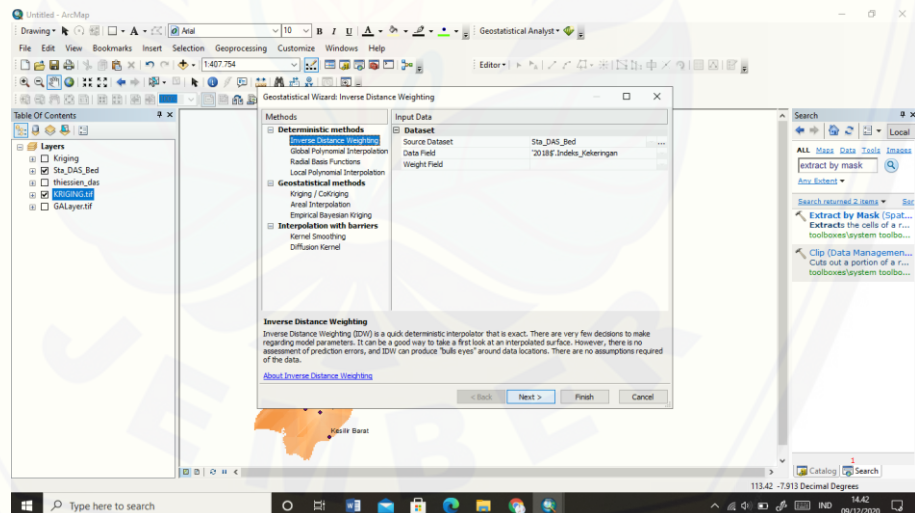 Untitled - ArcMap
Drawing A Arial 10 B I U A Geostatistical Analyst
File Edit View Bookmarks Insert Selection Geoprocessing Customize Windows Help
1:407.754 Editor
Table Of Contents
Layers
Kriging
Sta_DAS_Bed
thiessien_das
KRIGING.tif
GALayer.tif
Geostatistical Wizard: Inverse Distance Weighting
Methods
Deterministic methods
Inverse Distance Weighting
Global Polynomial Interpolation
Radial Basis Functions
Local Polynomial Interpolation
Geostatistical methods
Kriging / CoKriging
Areal Interpolation
Empirical Bayesian Kriging
Interpolation with barriers
Kernel Smoothing
Diffusion Kernel
Input Data
Dataset
Source Dataset Sta_DAS_Bed ...
Data Field '2018$'.Indeks_Kekeringan
Weight Field
Inverse Distance Weighting
Inverse Distance Weighting (IDW) is a quick deterministic interpolator that is exact. There are very few decisions to make
regarding model parameters. It can be a good way to take a first look at an interpolated surface. However, there is no
assessment of prediction errors, and IDW can produce "bulls eyes" around data locations. There are no assumptions required
of the data.
About Inverse Distance Weighting
< Back Next > Finish Cancel
Kesilir Barat
Search
Local
ALL Maps Data Tools Images
extract by mask
Any Extent
Search returned 2 items Sor
Extract by Mask (Spat...
Extracts the cells of a r...
toolboxes\system toolbo...
Clip (Data Managemen...
Cuts out a portion of a r...
toolboxes\system toolbo...
1
Catalog Search
113.42 -7.913 Decimal Degrees
Type here to search
IND
14.42
09/12/2020
JEMBER